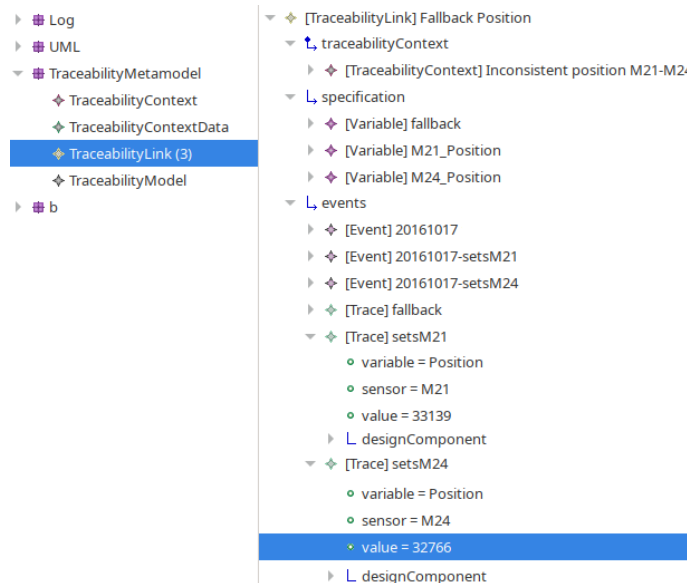 Log
UML
TraceabilityMetamodel
TraceabilityContext
TraceabilityContextData
TraceabilityLink (3)
TraceabilityModel
b
[TraceabilityLink] Fallback Position
traceabilityContext
[TraceabilityContext] Inconsistent position M21-M24
specification
[Variable] fallback
[Variable] M21_Position
[Variable] M24_Position
events
[Event] 20161017
[Event] 20161017-setsM21
[Event] 20161017-setsM24
[Trace] fallback
[Trace] setsM21
variable = Position
sensor = M21
value = 33139
designComponent
[Trace] setsM24
variable = Position
sensor = M24
value = 32766
designComponent